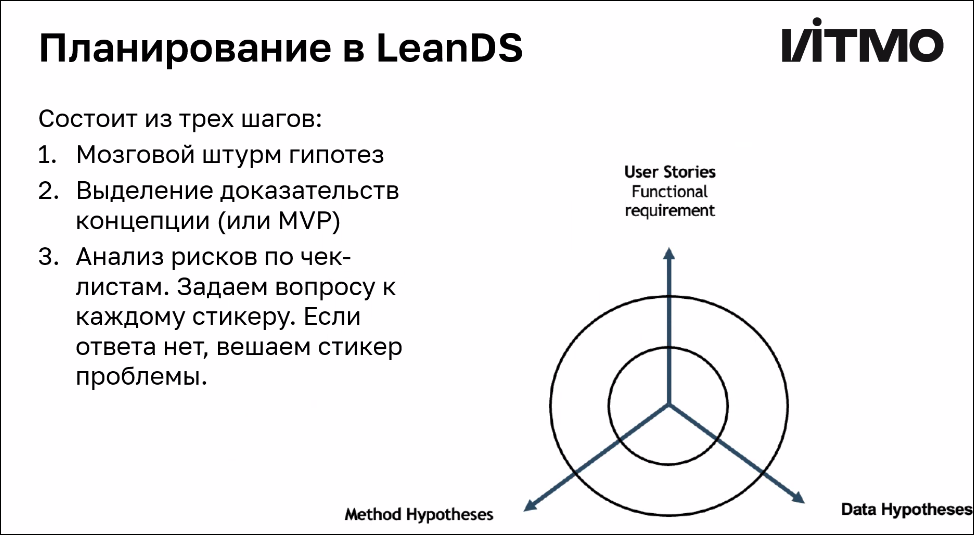 Планирование в LeanDS
ITMO
Состоит из трех шагов:
1. Мозговой штурм гипотез
2. Выделение доказательств
концепции (или MVP)
3. Анализ рисков по чек-
листам. Задаем вопросу к
каждому стикеру. Если
ответа нет, вешаем стикер
проблемы.
User Stories
Functional
requirement
Method Hypotheses
Data Hypotheses